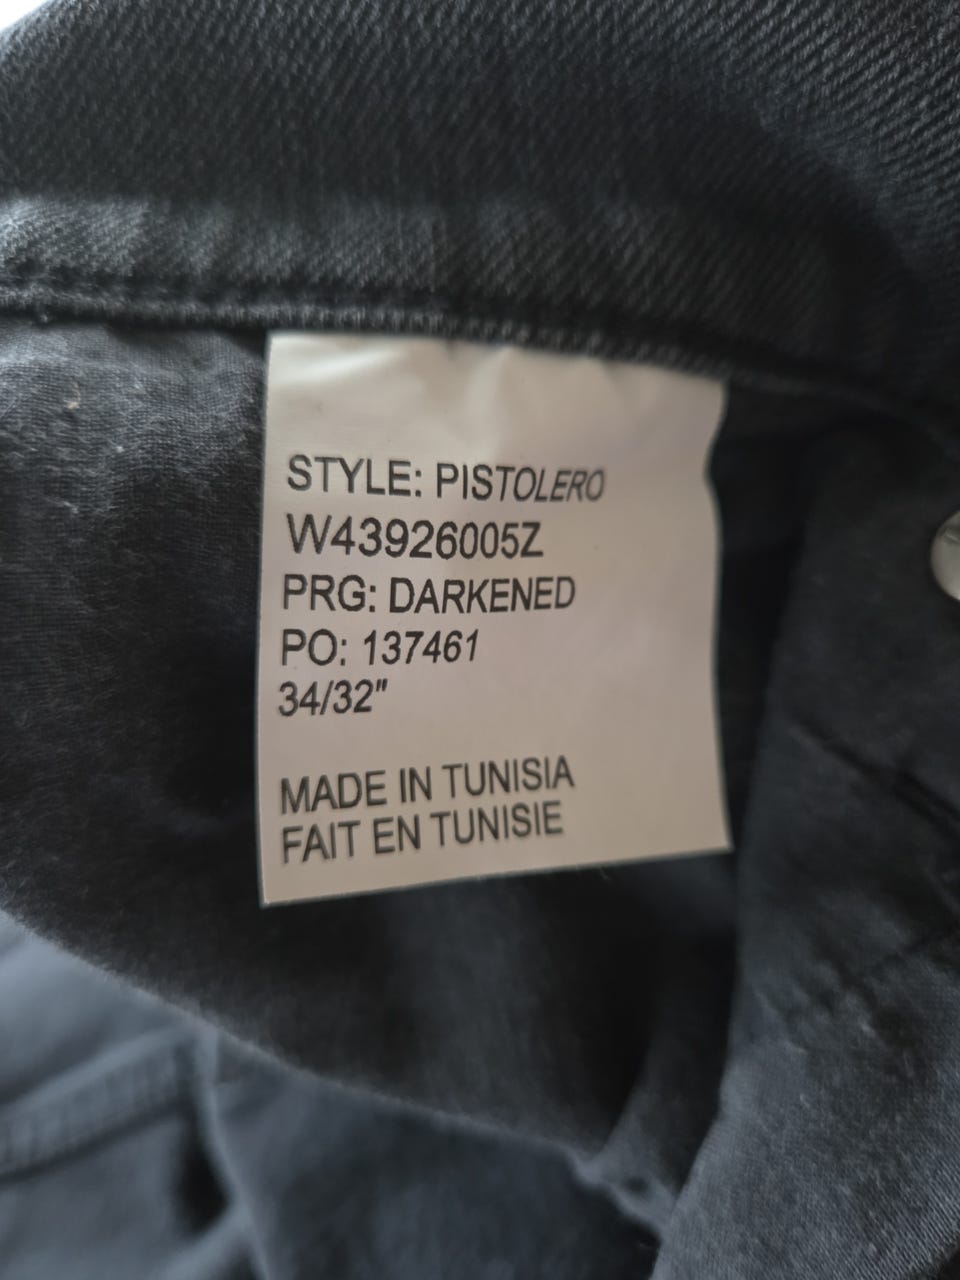 STYLE: PISTOLERO
W43926005Z
PRG: DARKENED
PO: 137461
34/32"
MADE IN TUNISIA
FAIT EN TUNISIE